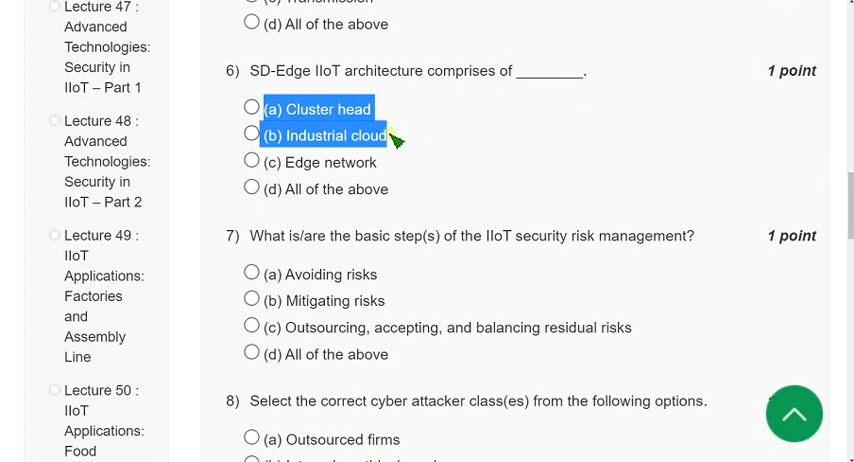 Lecture 47 :
Advanced
Technologies:
Security in
IIoT – Part 1
Lecture 48 :
Advanced
Technologies:
Security in
IIoT – Part 2
Lecture 49 :
IIoT
Applications:
Factories
and
Assembly
Line
Lecture 50 :
IIoT
Applications:
Food
(d) All of the above
6) SD-Edge IIoT architecture comprises of ________. 1 point
(a) Cluster head
(b) Industrial cloud
(c) Edge network
(d) All of the above
7) What is/are the basic step(s) of the IIoT security risk management? 1 point
(a) Avoiding risks
(b) Mitigating risks
(c) Outsourcing, accepting, and balancing residual risks
(d) All of the above
8) Select the correct cyber attacker class(es) from the following options.
(a) Outsourced firms